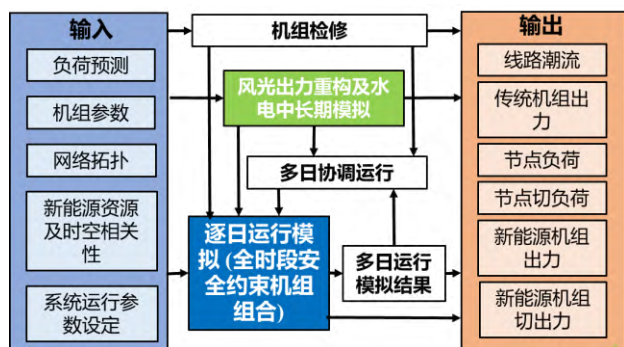 输入
负荷预测
机组参数
网络拓扑
新能源资源
及时空相关
性
系统运行参
数设定
机组检修
风光出力重构及水
电中长期模拟
多日协调运行
逐日运行模
拟(全时段安
全约束机组
组合)
多日运行
模拟结果
输出
线路潮流
传统机组出
力
节点负荷
节点切负荷
新能源机组
出力
新能源机组
切出力